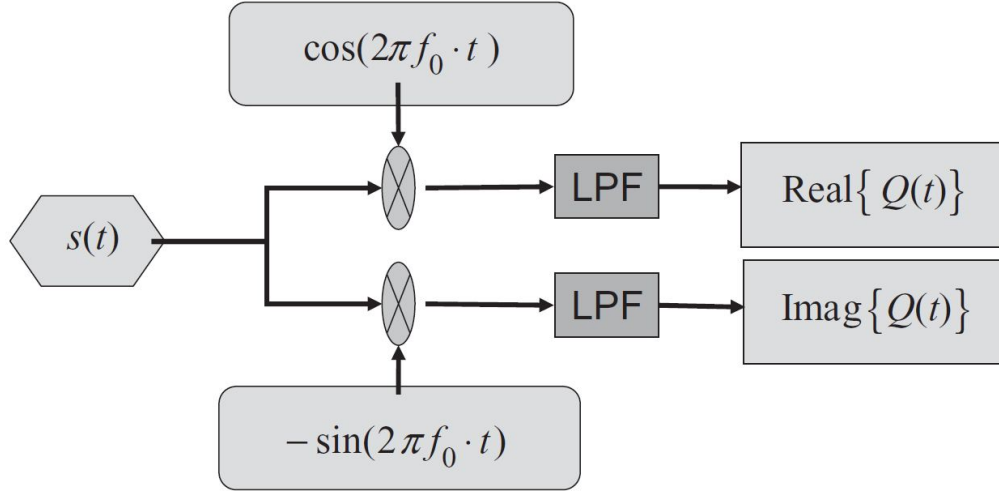 cos(2πf₀ · t )
s(t)
LPF
Real{ Q(t)}
LPF
Imag{Q(t)}
− sin(2πf₀ · t)